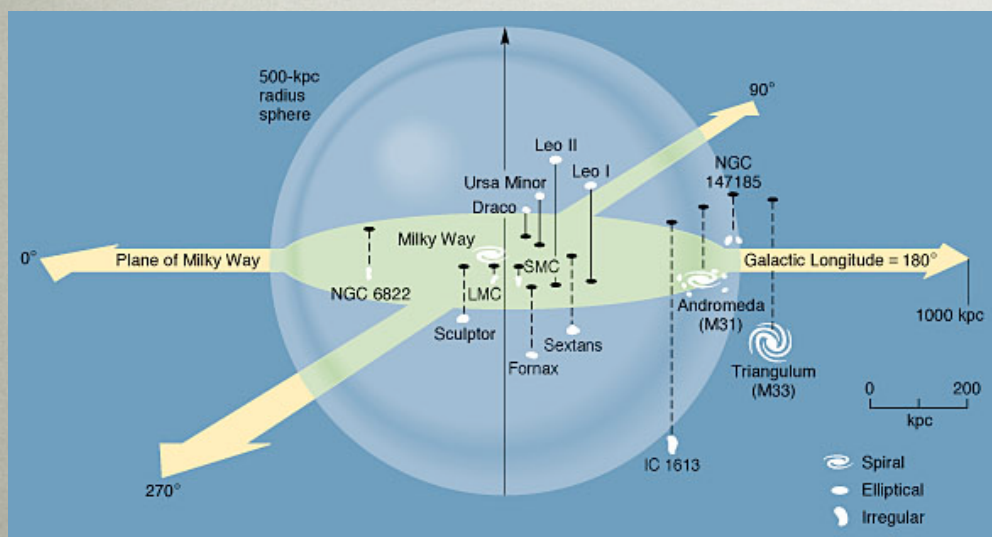 500-kpc
radius
sphere
90°
Leo II
NGC
147185
Leo I
Ursa Minor
Draco
Milky Way
0°
Plane of Milky Way
SMC
Galactic Longitude = 180°
NGC 6822
LMC
Andromeda
(M31)
1000 kpc
Sculptor
Sextans
Fornax
Triangulum
(M33)
0
200
kpc
IC 1613
270°
Spiral
Elliptical
Irregular